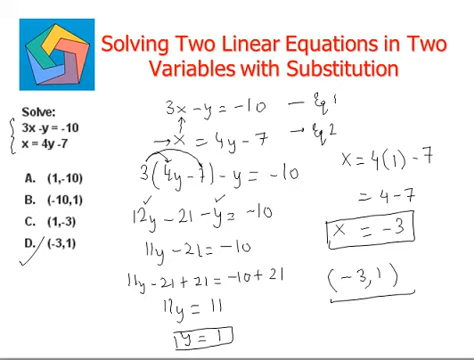 Solving Two Linear Equations in Two
Variables with Substitution
Solve:
3x -y = -10
x = 4y -7
A. (1,-10)
B. (-10,1)
C. (1,-3)
D. (-3,1)
3x - y = -10 — Eq 1
→ x = 4y - 7 → Eq 2
3(4y - 7) - y = -10
12y - 21 - y = -10
11y - 21 = -10
11y - 21 + 21 = -10 + 21
11y = 11
y = 1
x = 4(1) - 7
= 4 - 7
x = -3
(-3, 1)